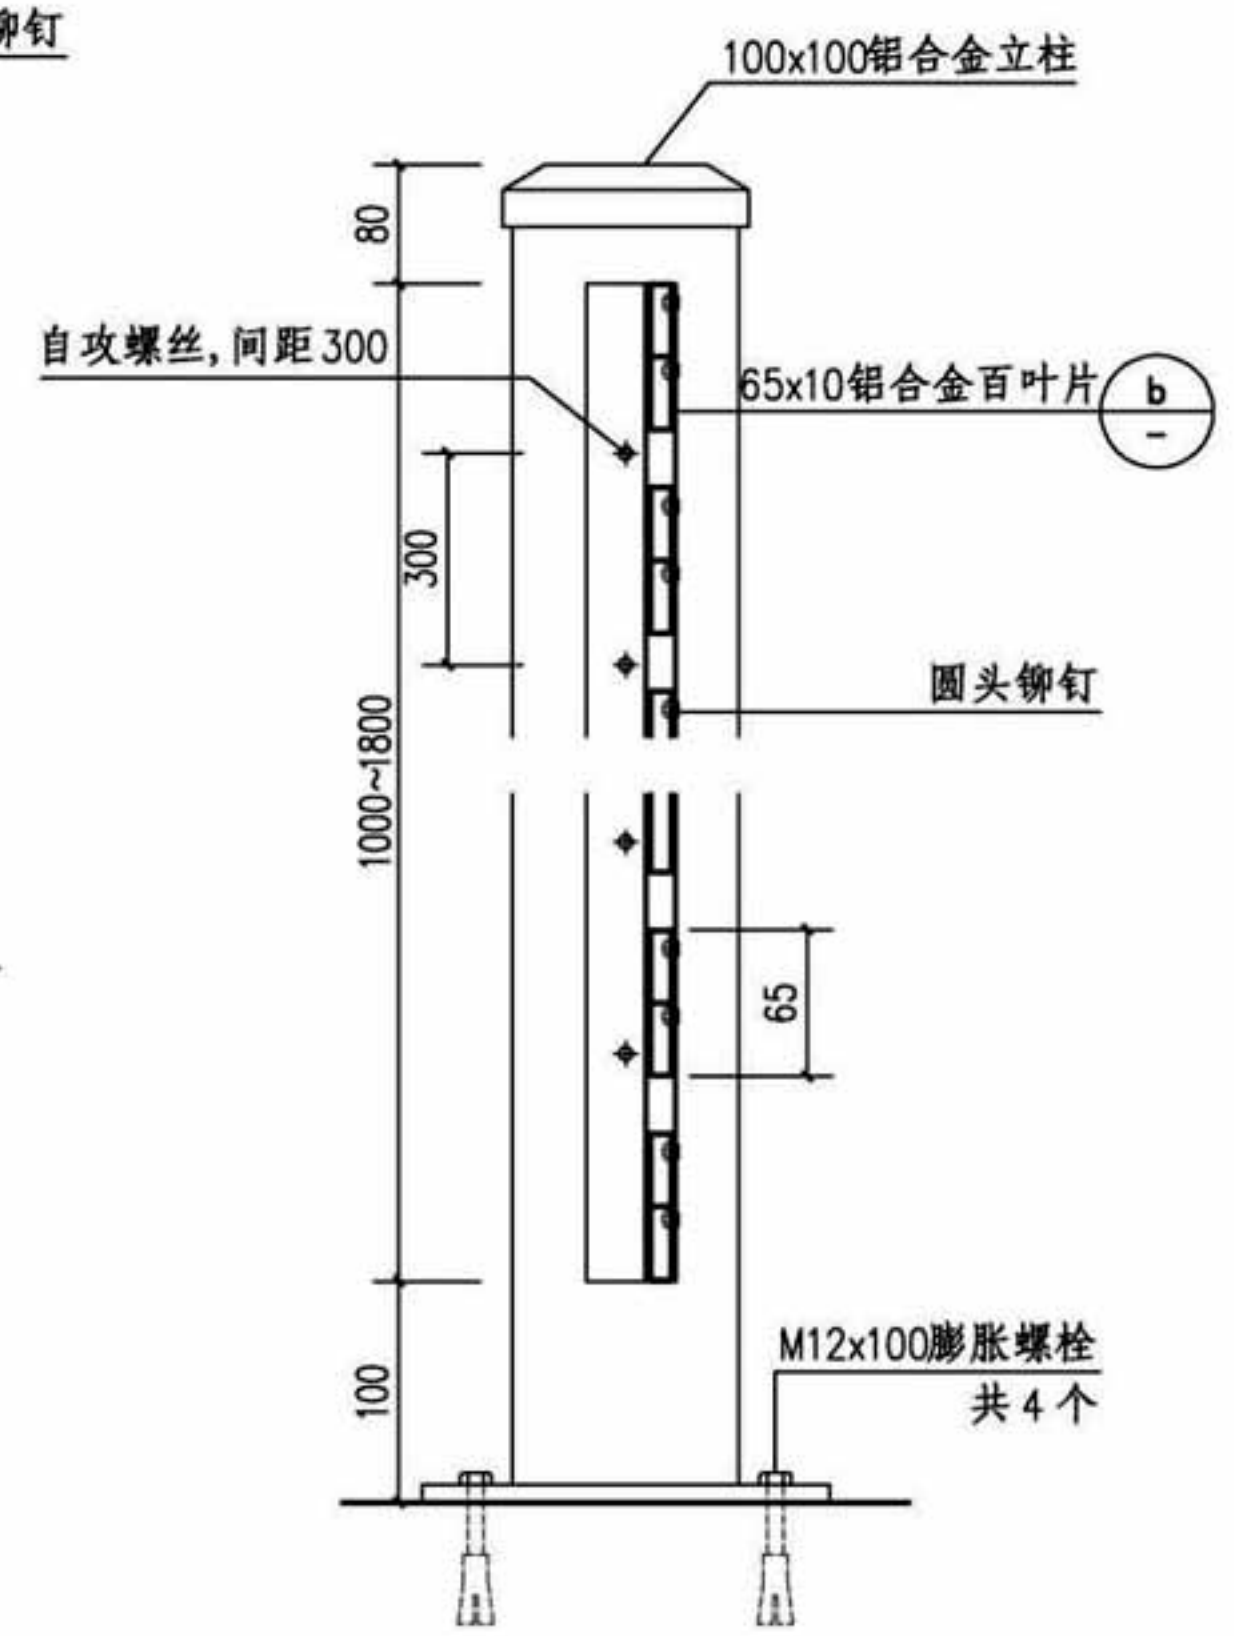 铆钉
100x100铝合金立柱
80
自攻螺丝,间距300
65x10铝合金百叶片
b
-
300
圆头铆钉
1000~1800
65
M12x100膨胀螺栓
共4个
100